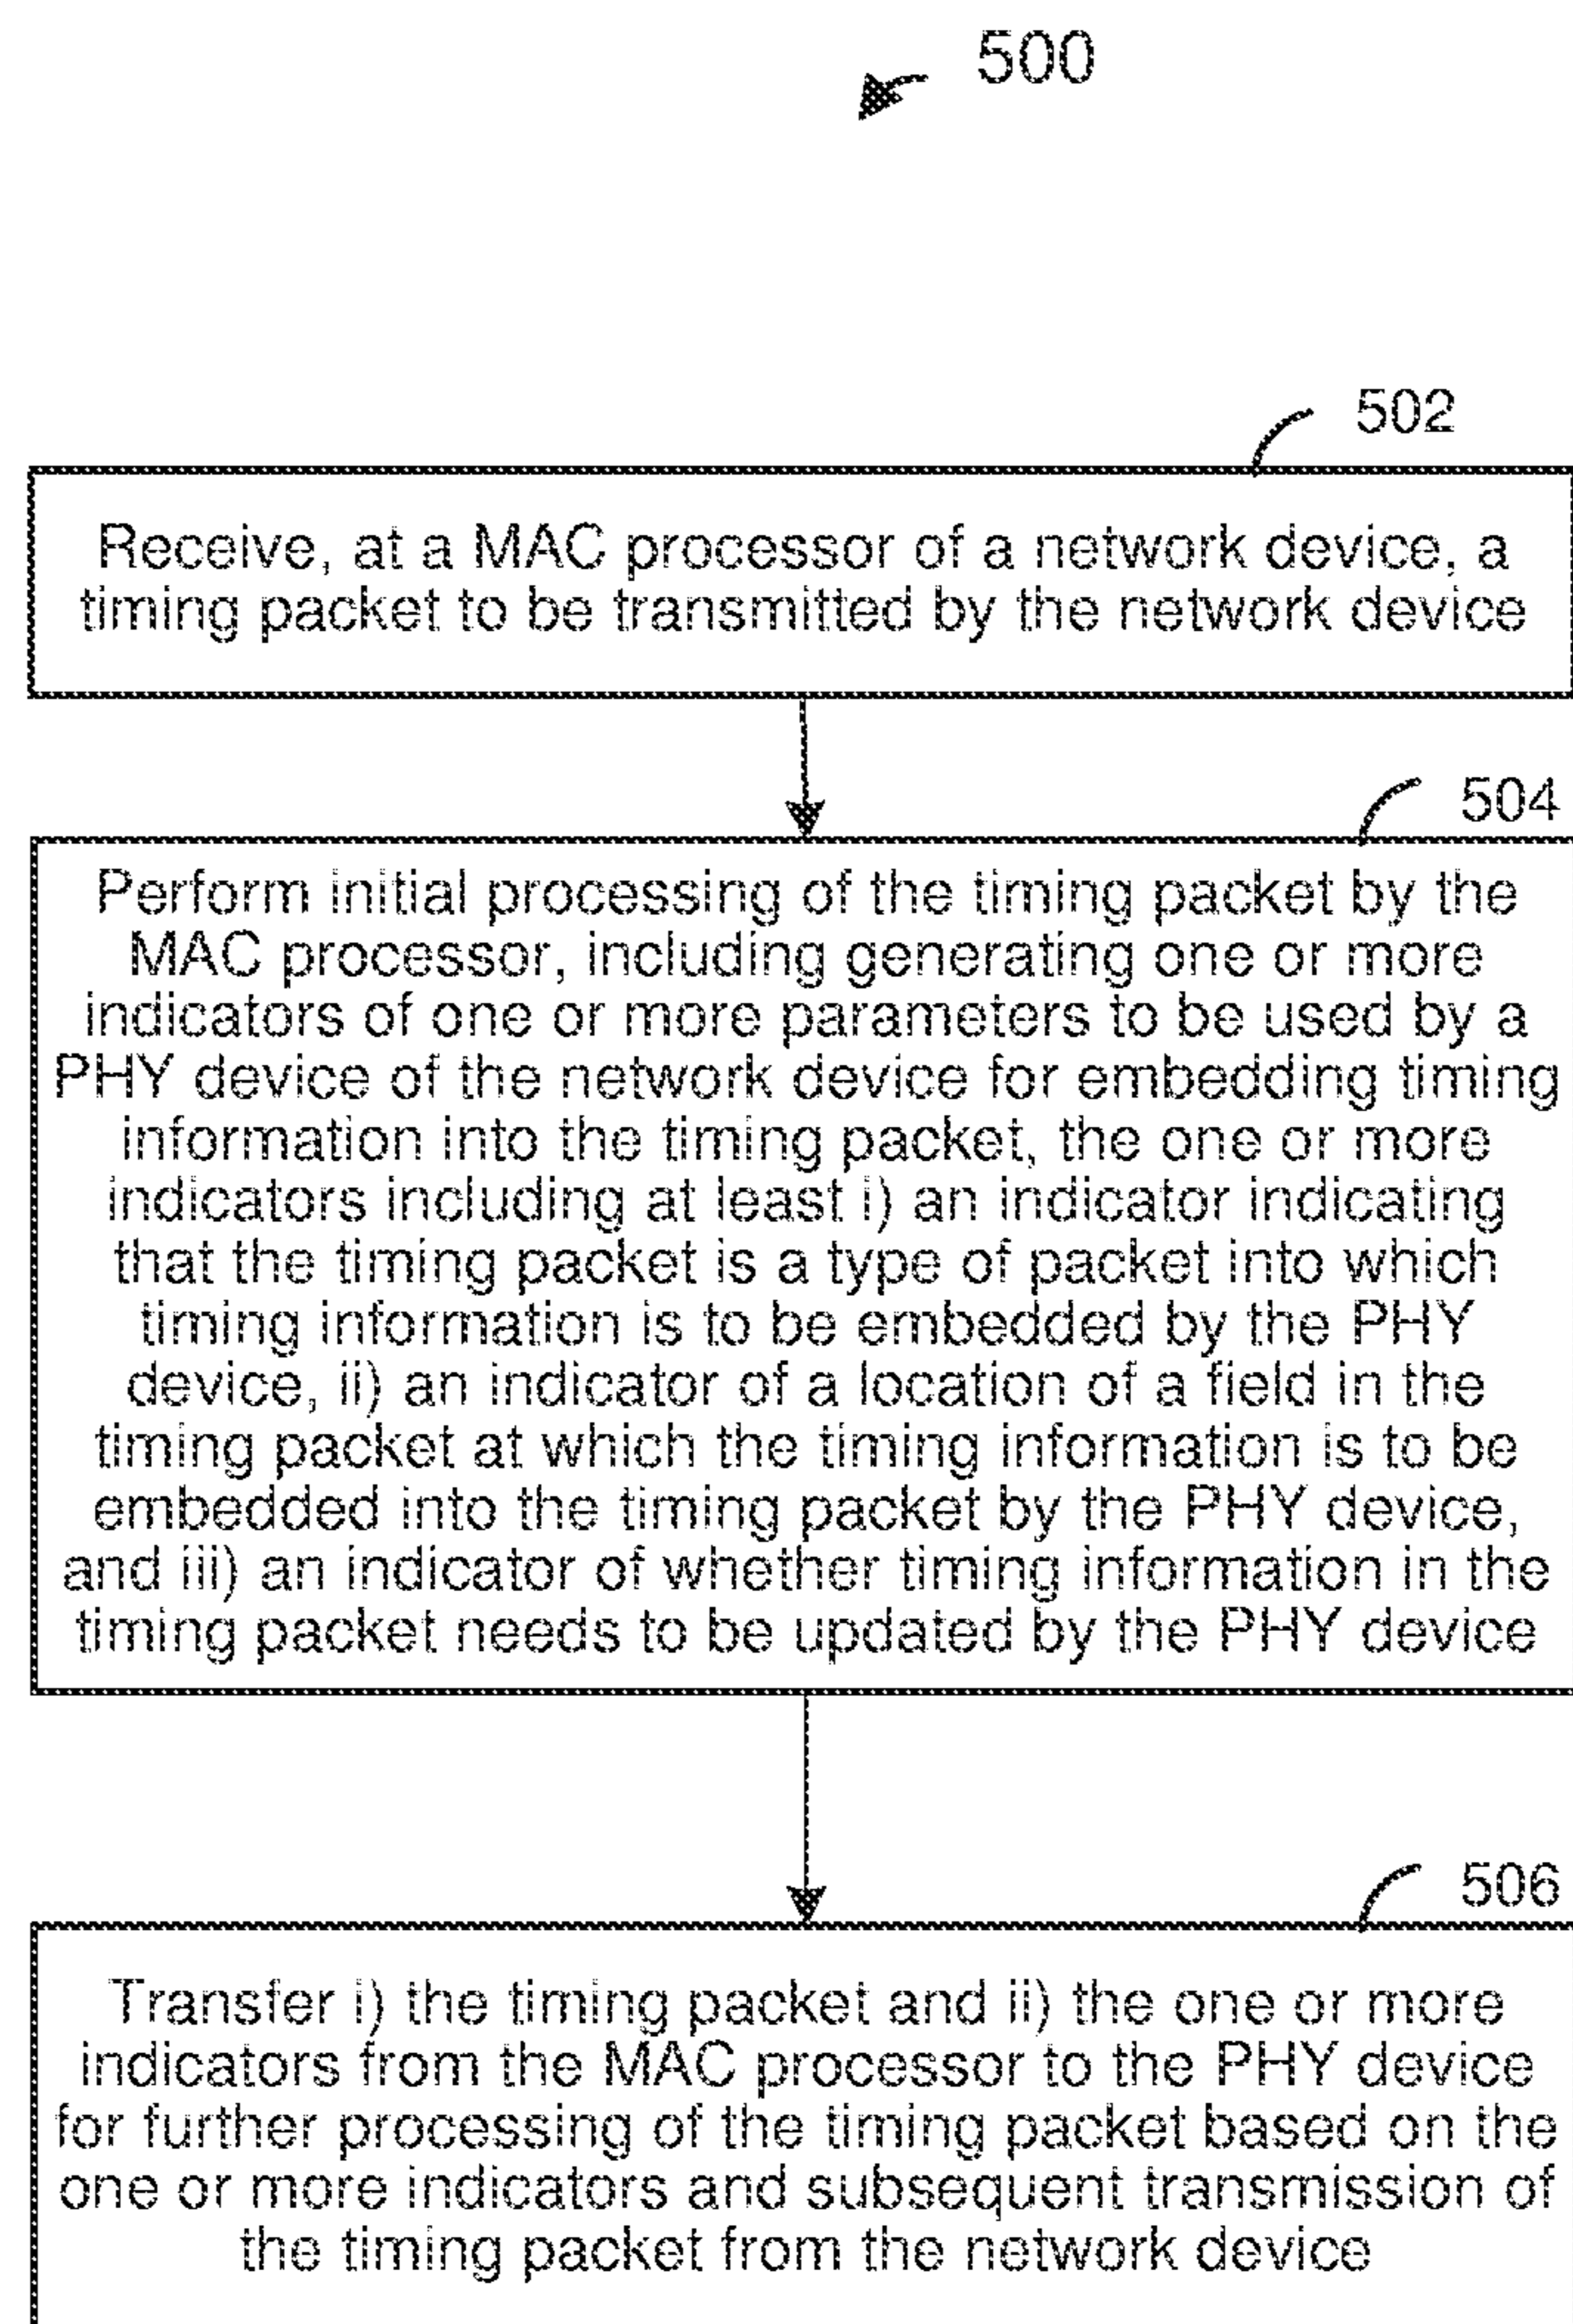 500
502
Receive, at a MAC processor of a network device, a
timing packet to be transmitted by the network device
504
Perform initial processing of the timing packet by the
MAC processor, including generating one or more
indicators of one or more parameters to be used by a
PHY device of the network device for embedding timing
information into the timing packet, the one or more
indicators including at least i) an indicator indicating
that the timing packet is a type of packet into which
timing information is to be embedded by the PHY
device, ii) an indicator of a location of a field in the
timing packet at which the timing information is to be
embedded into the timing packet by the PHY device,
and iii) an indicator of whether timing information in the
timing packet needs to be updated by the PHY device
506
Transfer i) the timing packet and ii) the one or more
indicators from the MAC processor to the PHY device
for further processing of the timing packet based on the
one or more indicators and subsequent transmission of
the timing packet from the network device